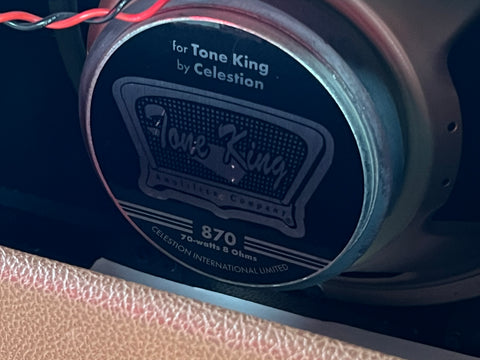 for Tone King
by Celestion
Tone King
Amplifier Company
870
70-watts 8 Ohms
CELESTION INTERNATIONAL LIMITED